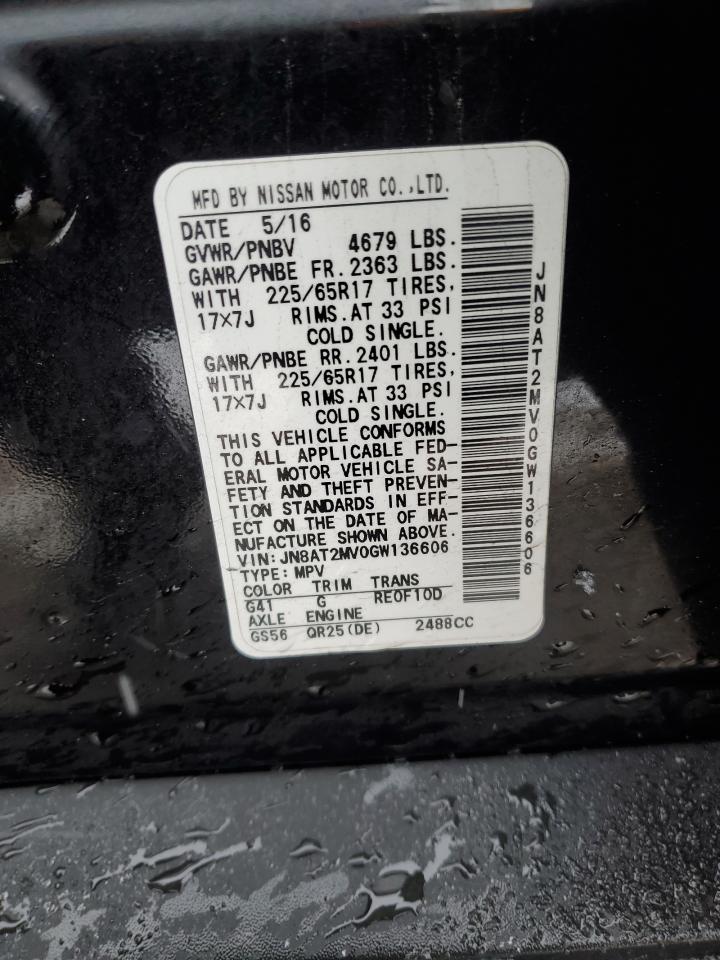 MFD BY NISSAN MOTOR CO.,LTD.
DATE 5/16
GVWR/PNBV 4679 LBS.
GAWR/PNBE FR. 2363 LBS.
WITH 225/65R17 TIRES,
17x7J RIMS. AT 33 PSI
COLD SINGLE.
GAWR/PNBE RR. 2401 LBS.
WITH 225/65R17 TIRES,
17x7J RIMS. AT 33 PSI
COLD SINGLE.
THIS VEHICLE CONFORMS
TO ALL APPLICABLE FED-
ERAL MOTOR VEHICLE SA-
FETY AND THEFT PREVEN-
TION STANDARDS IN EFF-
ECT ON THE DATE OF MA-
NUFACTURE SHOWN ABOVE.
VIN:JN8AT2MV0GW136606
TYPE:MPV
COLOR TRIM TRANS
G41 G RE0F10D
AXLE ENGINE
GS56 QR25(DE) 2488CC
JN8AT2MV0GW136606